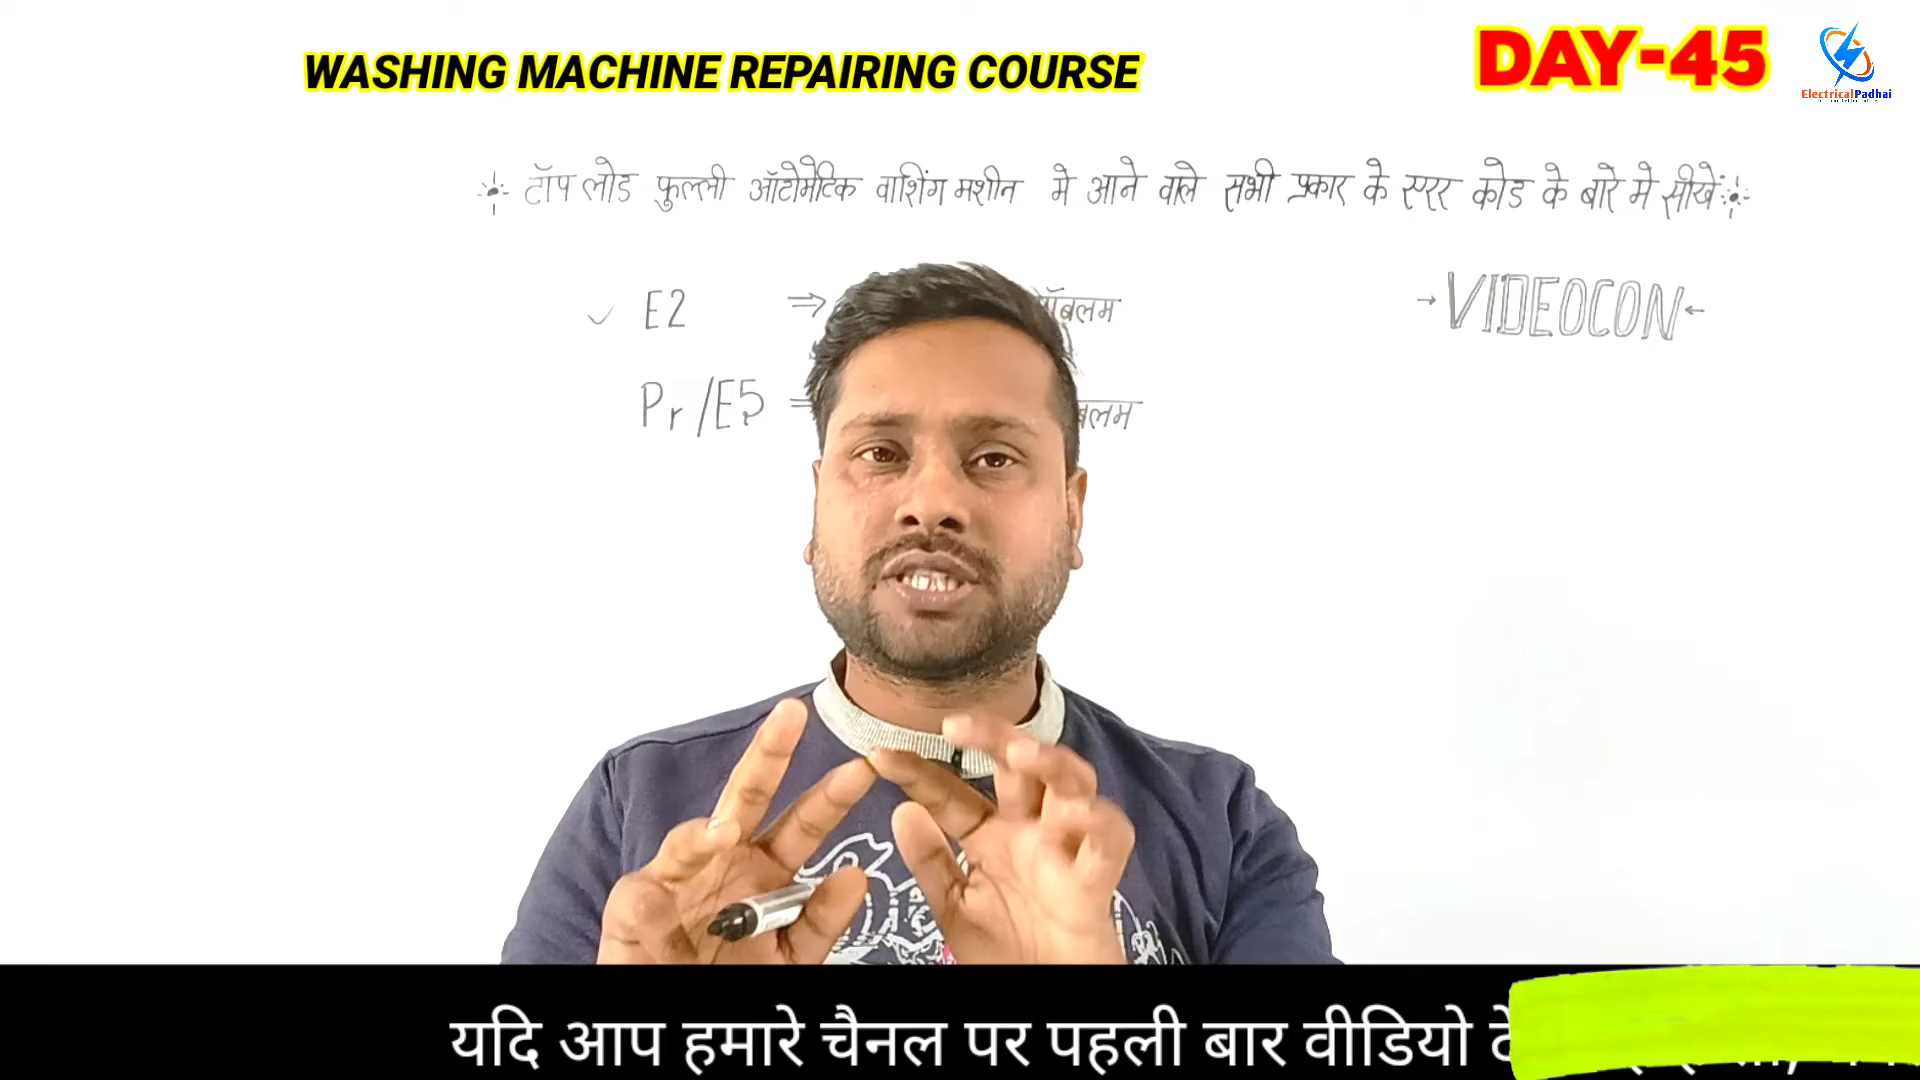 WASHING MACHINE REPAIRING COURSE
DAY-45
ElectricalPadhai
टॉप लोड फुल्ली ऑटोमैटिक वाशिंग मशीन मे आने वाले सभी प्रकार के एरर कोड के बारे मे सीखें
E2 ⇒
→VIDEOCON←
Pr/E5
यदि आप हमारे चैनल पर पहली बार वीडियो